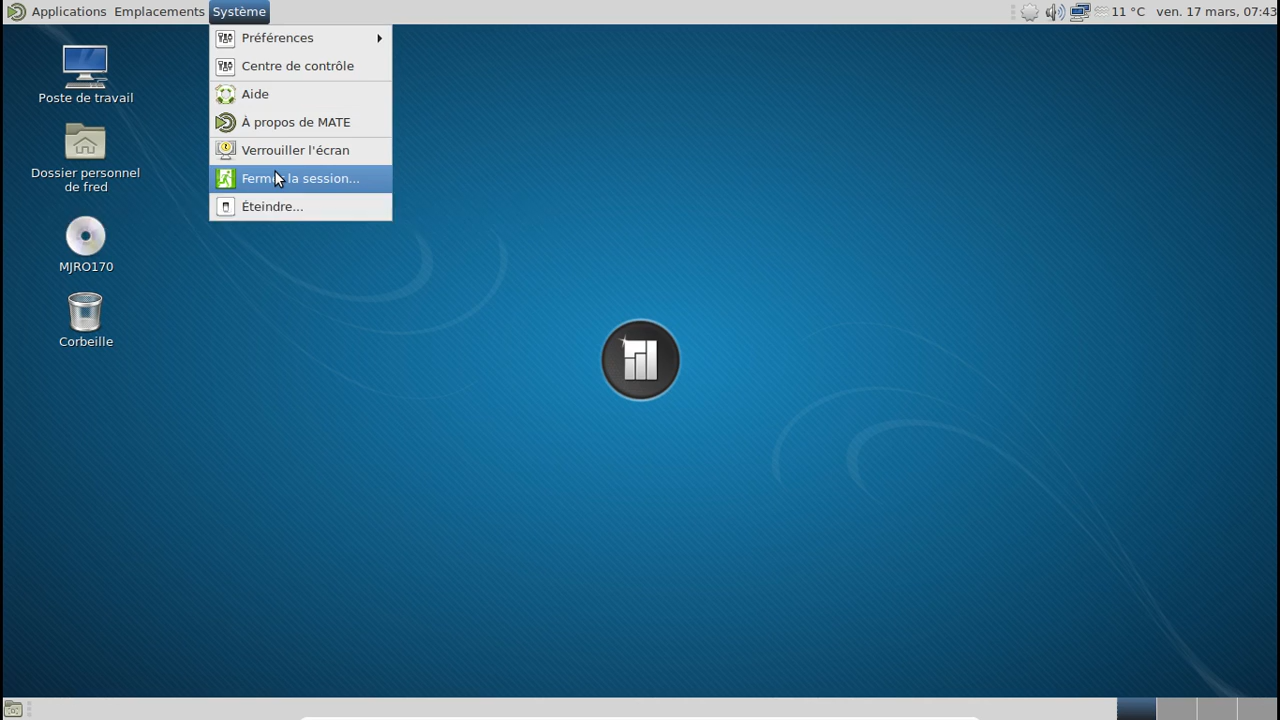 Applications Emplacements Système 11 °C ven. 17 mars, 07:43
Préférences
Centre de contrôle
Aide
À propos de MATE
Verrouiller l'écran
Fermer la session...
Éteindre...
Poste de travail
Dossier personnel
de fred
MJRO170
Corbeille